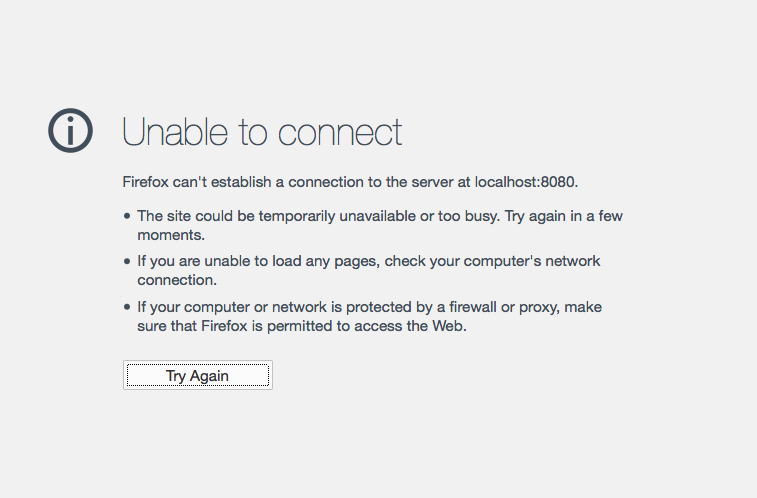 Unable to connect
Firefox can't establish a connection to the server at localhost:8080.
• The site could be temporarily unavailable or too busy. Try again in a few
moments.
• If you are unable to load any pages, check your computer's network
connection.
• If your computer or network is protected by a firewall or proxy, make
sure that Firefox is permitted to access the Web.
Try Again